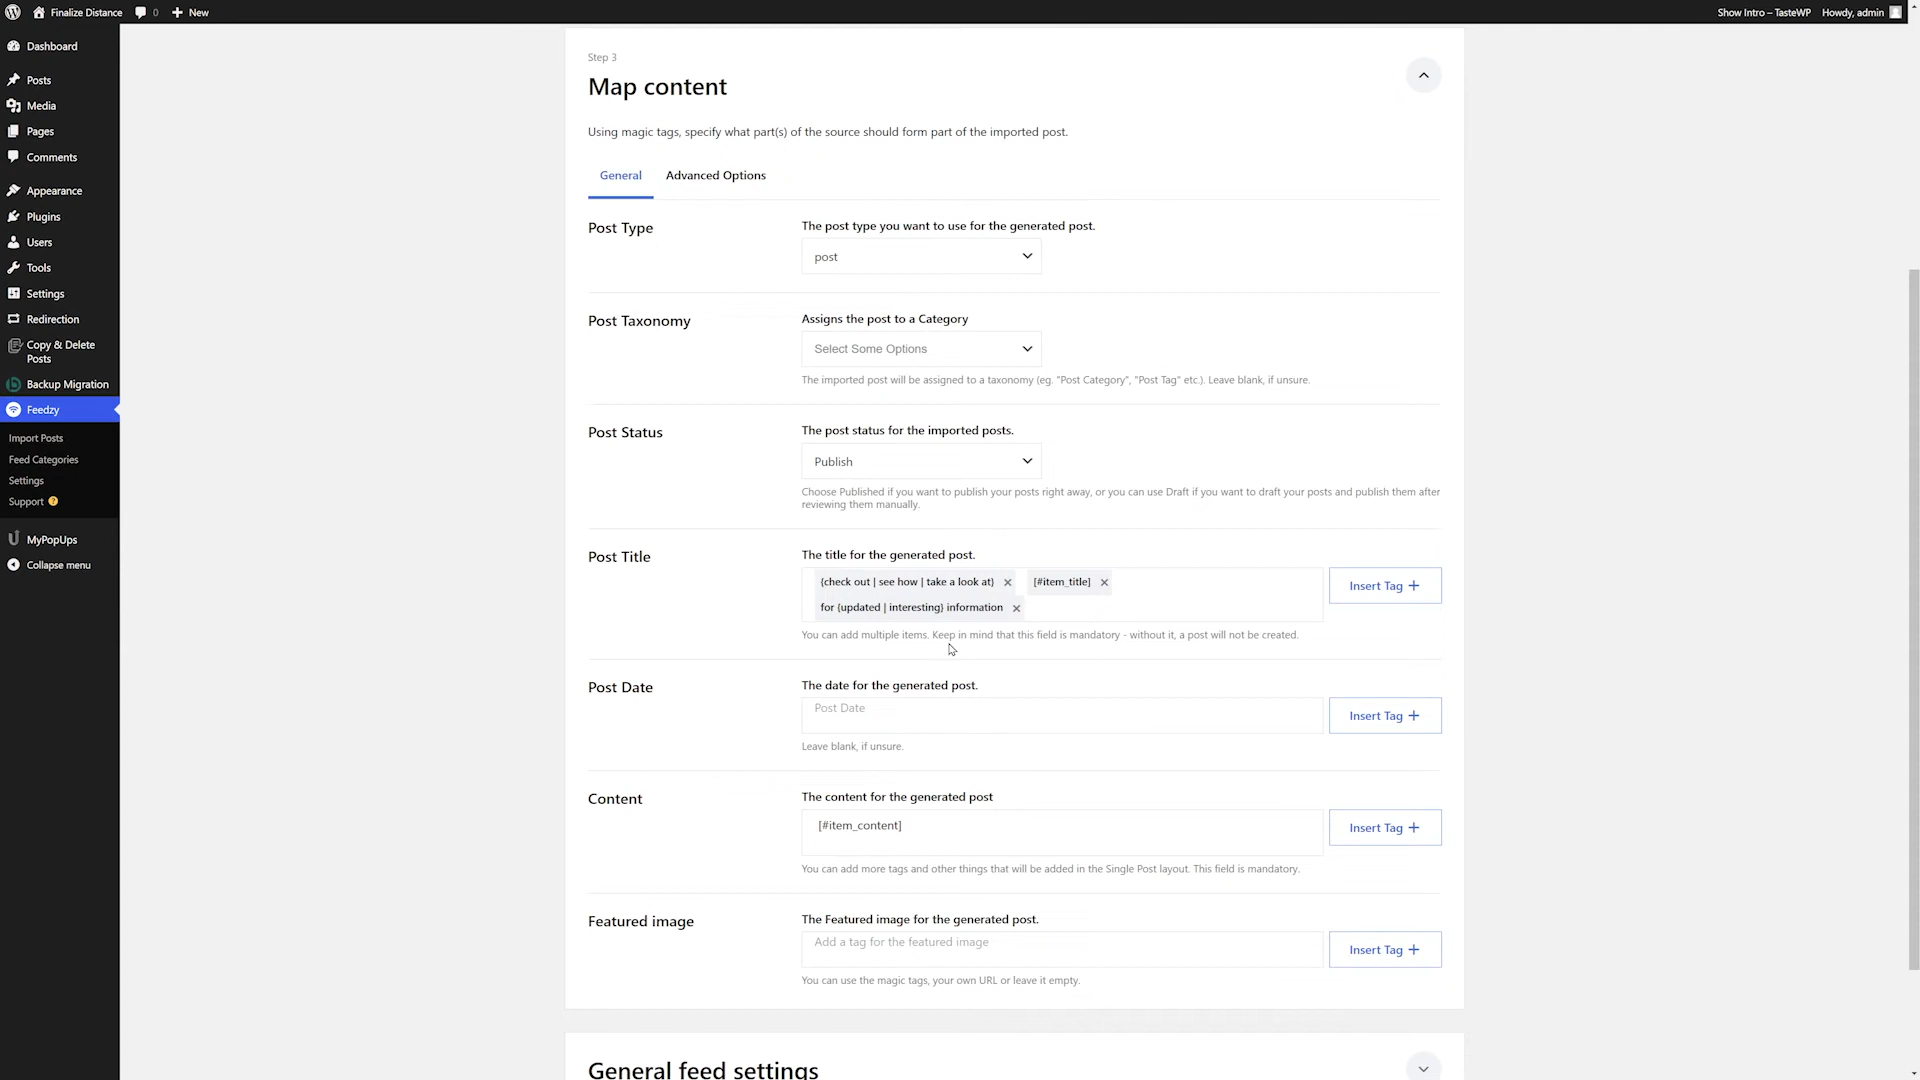 Finalize Distance
0
New
Show Intro – TasteWP
Howdy, admin
Dashboard
Posts
Media
Pages
Comments
Appearance
Plugins
Users
Tools
Settings
Redirection
Copy & Delete
Posts
Backup Migration
Feedzy
Import Posts
Feed Categories
Settings
Support ?
MyPopUps
Collapse menu
Step 3
Map content
Using magic tags, specify what part(s) of the source should form part of the imported post.
General
Advanced Options
Post Type
The post type you want to use for the generated post.
post
Post Taxonomy
Assigns the post to a Category
Select Some Options
The imported post will be assigned to a taxonomy (eg. "Post Category", "Post Tag" etc.). Leave blank, if unsure.
Post Status
The post status for the imported posts.
Publish
Choose Published if you want to publish your posts right away, or you can use Draft if you want to draft your posts and publish them after
reviewing them manually.
Post Title
The title for the generated post.
{check out | see how | take a look at} ×
[#item_title] ×
for {updated | interesting} information ×
Insert Tag +
You can add multiple items. Keep in mind that this field is mandatory - without it, a post will not be created.
Post Date
The date for the generated post.
Post Date
Insert Tag +
Leave blank, if unsure.
Content
The content for the generated post
[#item_content]
Insert Tag +
You can add more tags and other things that will be added in the Single Post layout. This field is mandatory.
Featured image
The Featured image for the generated post.
Add a tag for the featured image
Insert Tag +
You can use the magic tags, your own URL or leave it empty.
General feed settings